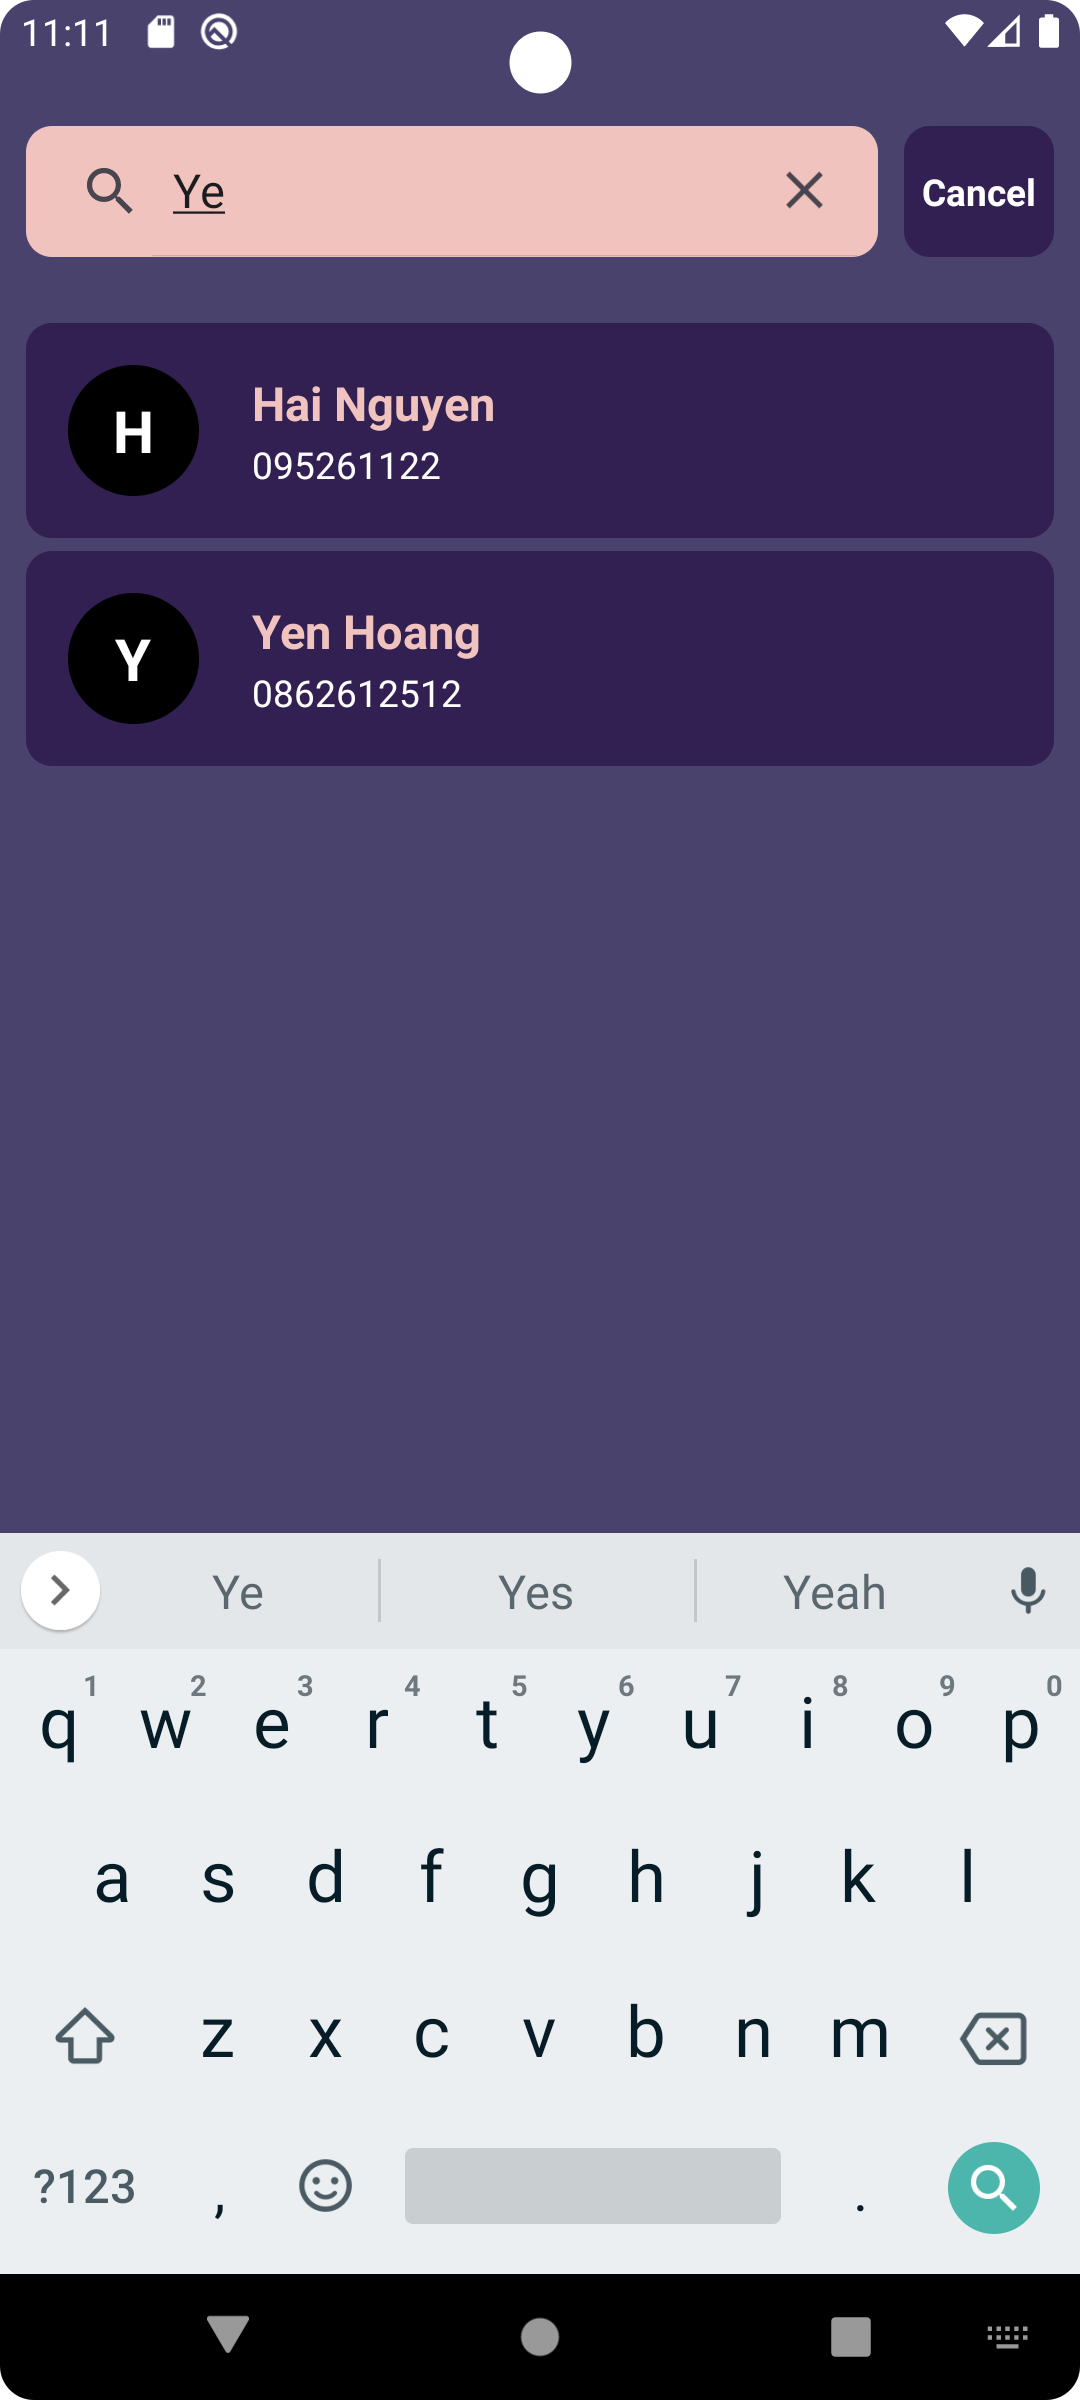 11:11
Ye
Cancel
H
Hai Nguyen
095261122
Y
Yen Hoang
0862612512
Ye Yes Yeah
1 2 3 4 5 6 7 8 9 0
q w e r t y u i o p
a s d f g h j k l
z x c v b n m
?123 , .